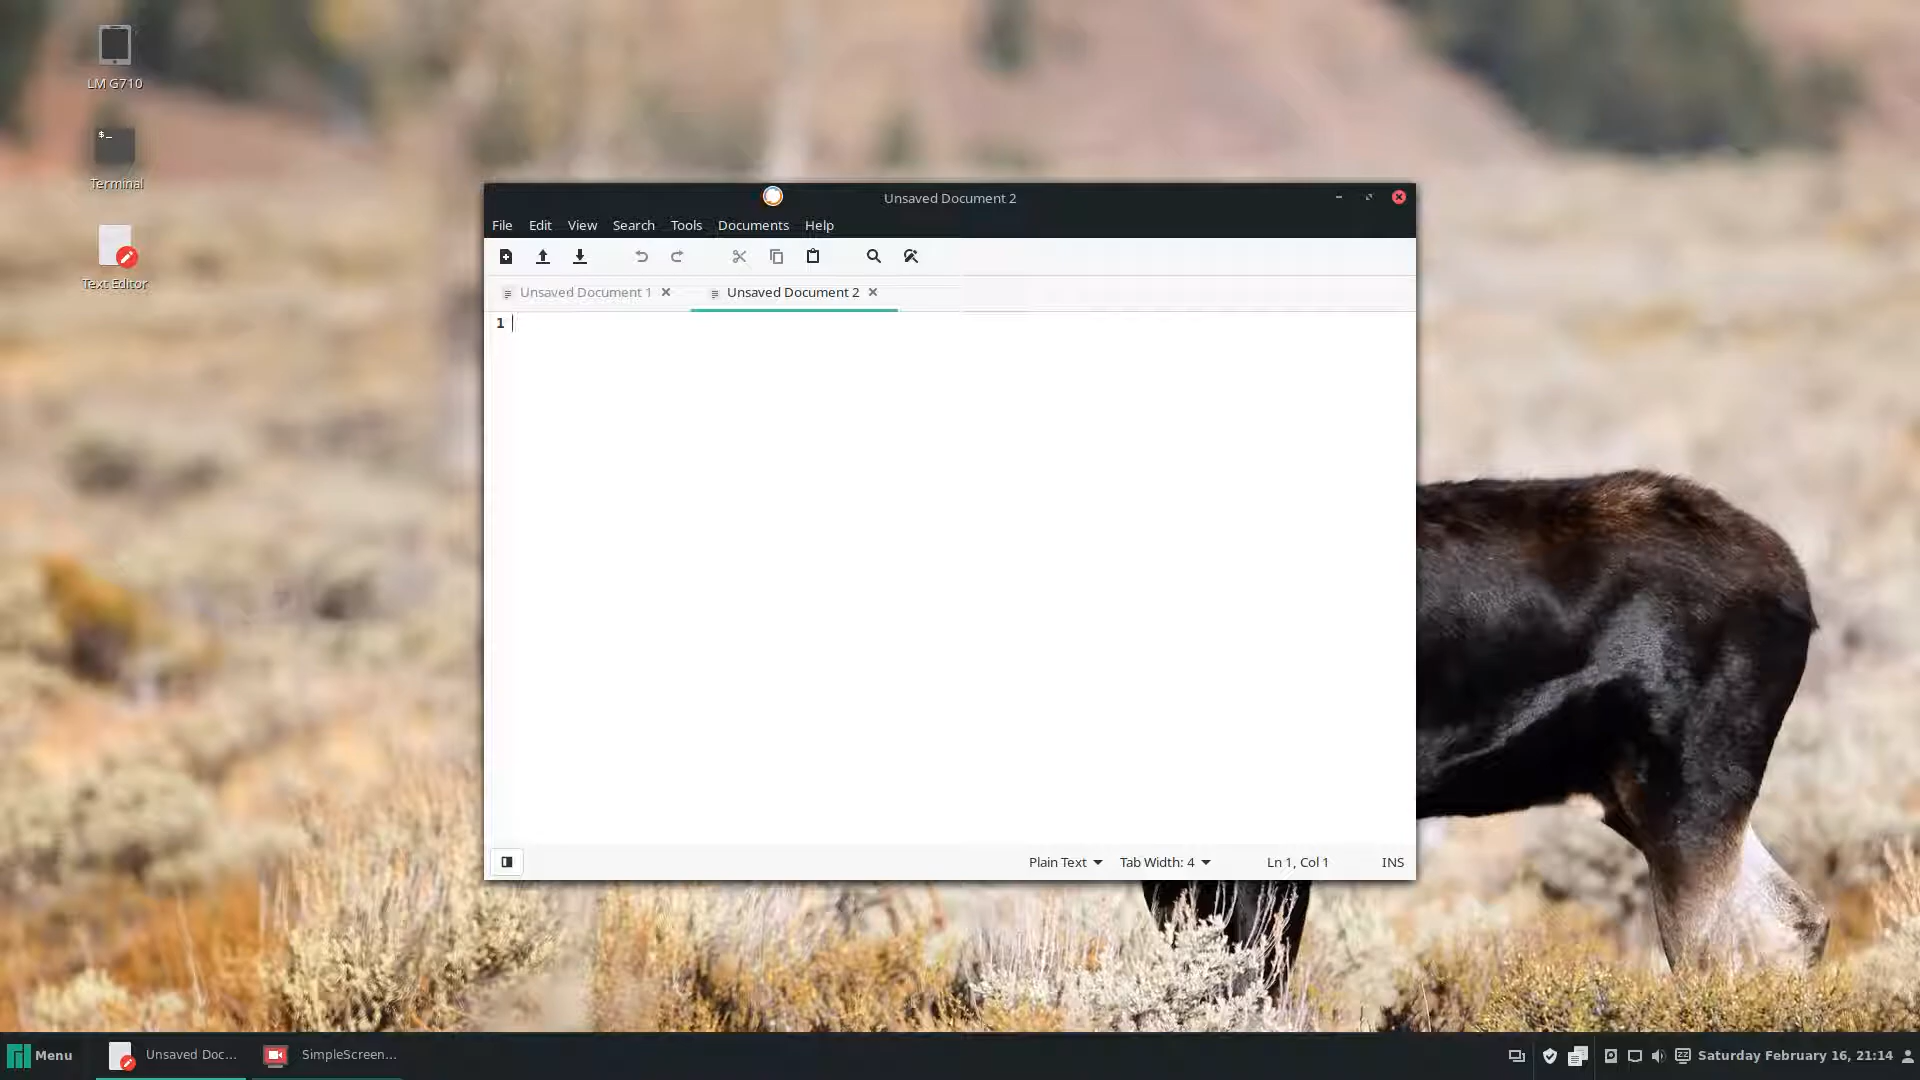 LM G710
$_
Terminal
Text Editor
Unsaved Document 2
File Edit View Search Tools Documents Help
Unsaved Document 1
Unsaved Document 2
1
Plain Text
Tab Width: 4
Ln 1, Col 1
INS
Menu
Unsaved Doc...
SimpleScreen...
Saturday February 16, 21:14